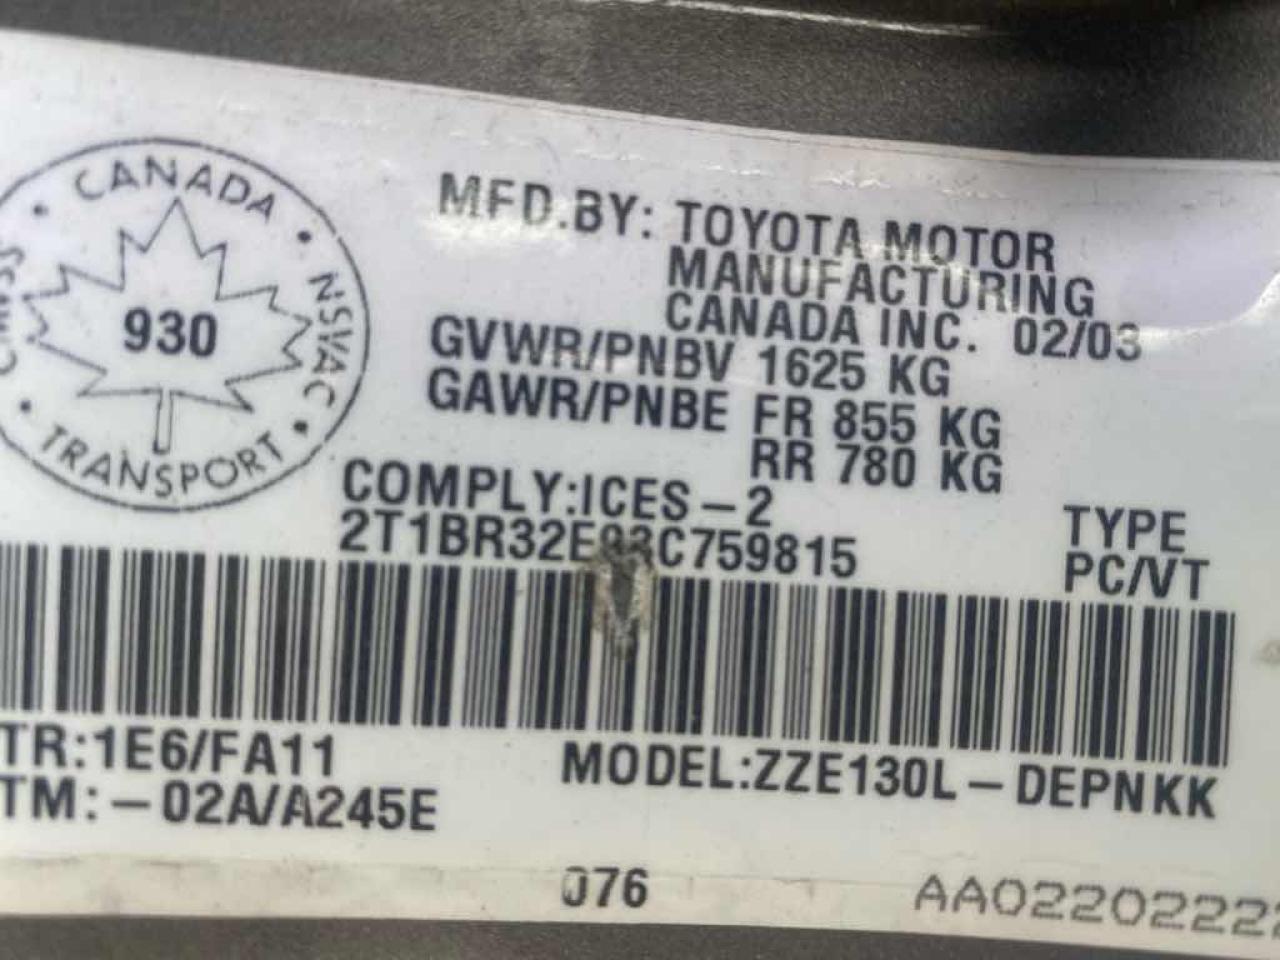 CANADA
NSVAC
TRANSPORT
930
MFD.BY: TOYOTA MOTOR
MANUFACTURING
CANADA INC. 02/03
GVWR/PNBV 1625 KG
GAWR/PNBE FR 855 KG
RR 780 KG
COMPLY:ICES-2
TYPE
PC/VT
TR:1E6/FA11
MODEL:ZZE130L-DEPNKK
TM:-02A/A245E
076